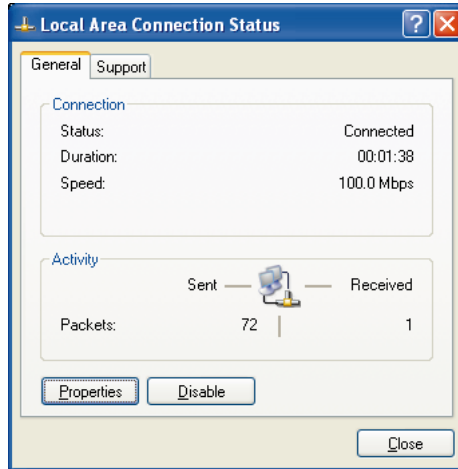 Local Area Connection Status
General Support
Connection
Status: Connected
Duration: 00:01:38
Speed: 100.0 Mbps
Activity
Sent Received
Packets: 72 1
Properties Disable
Close